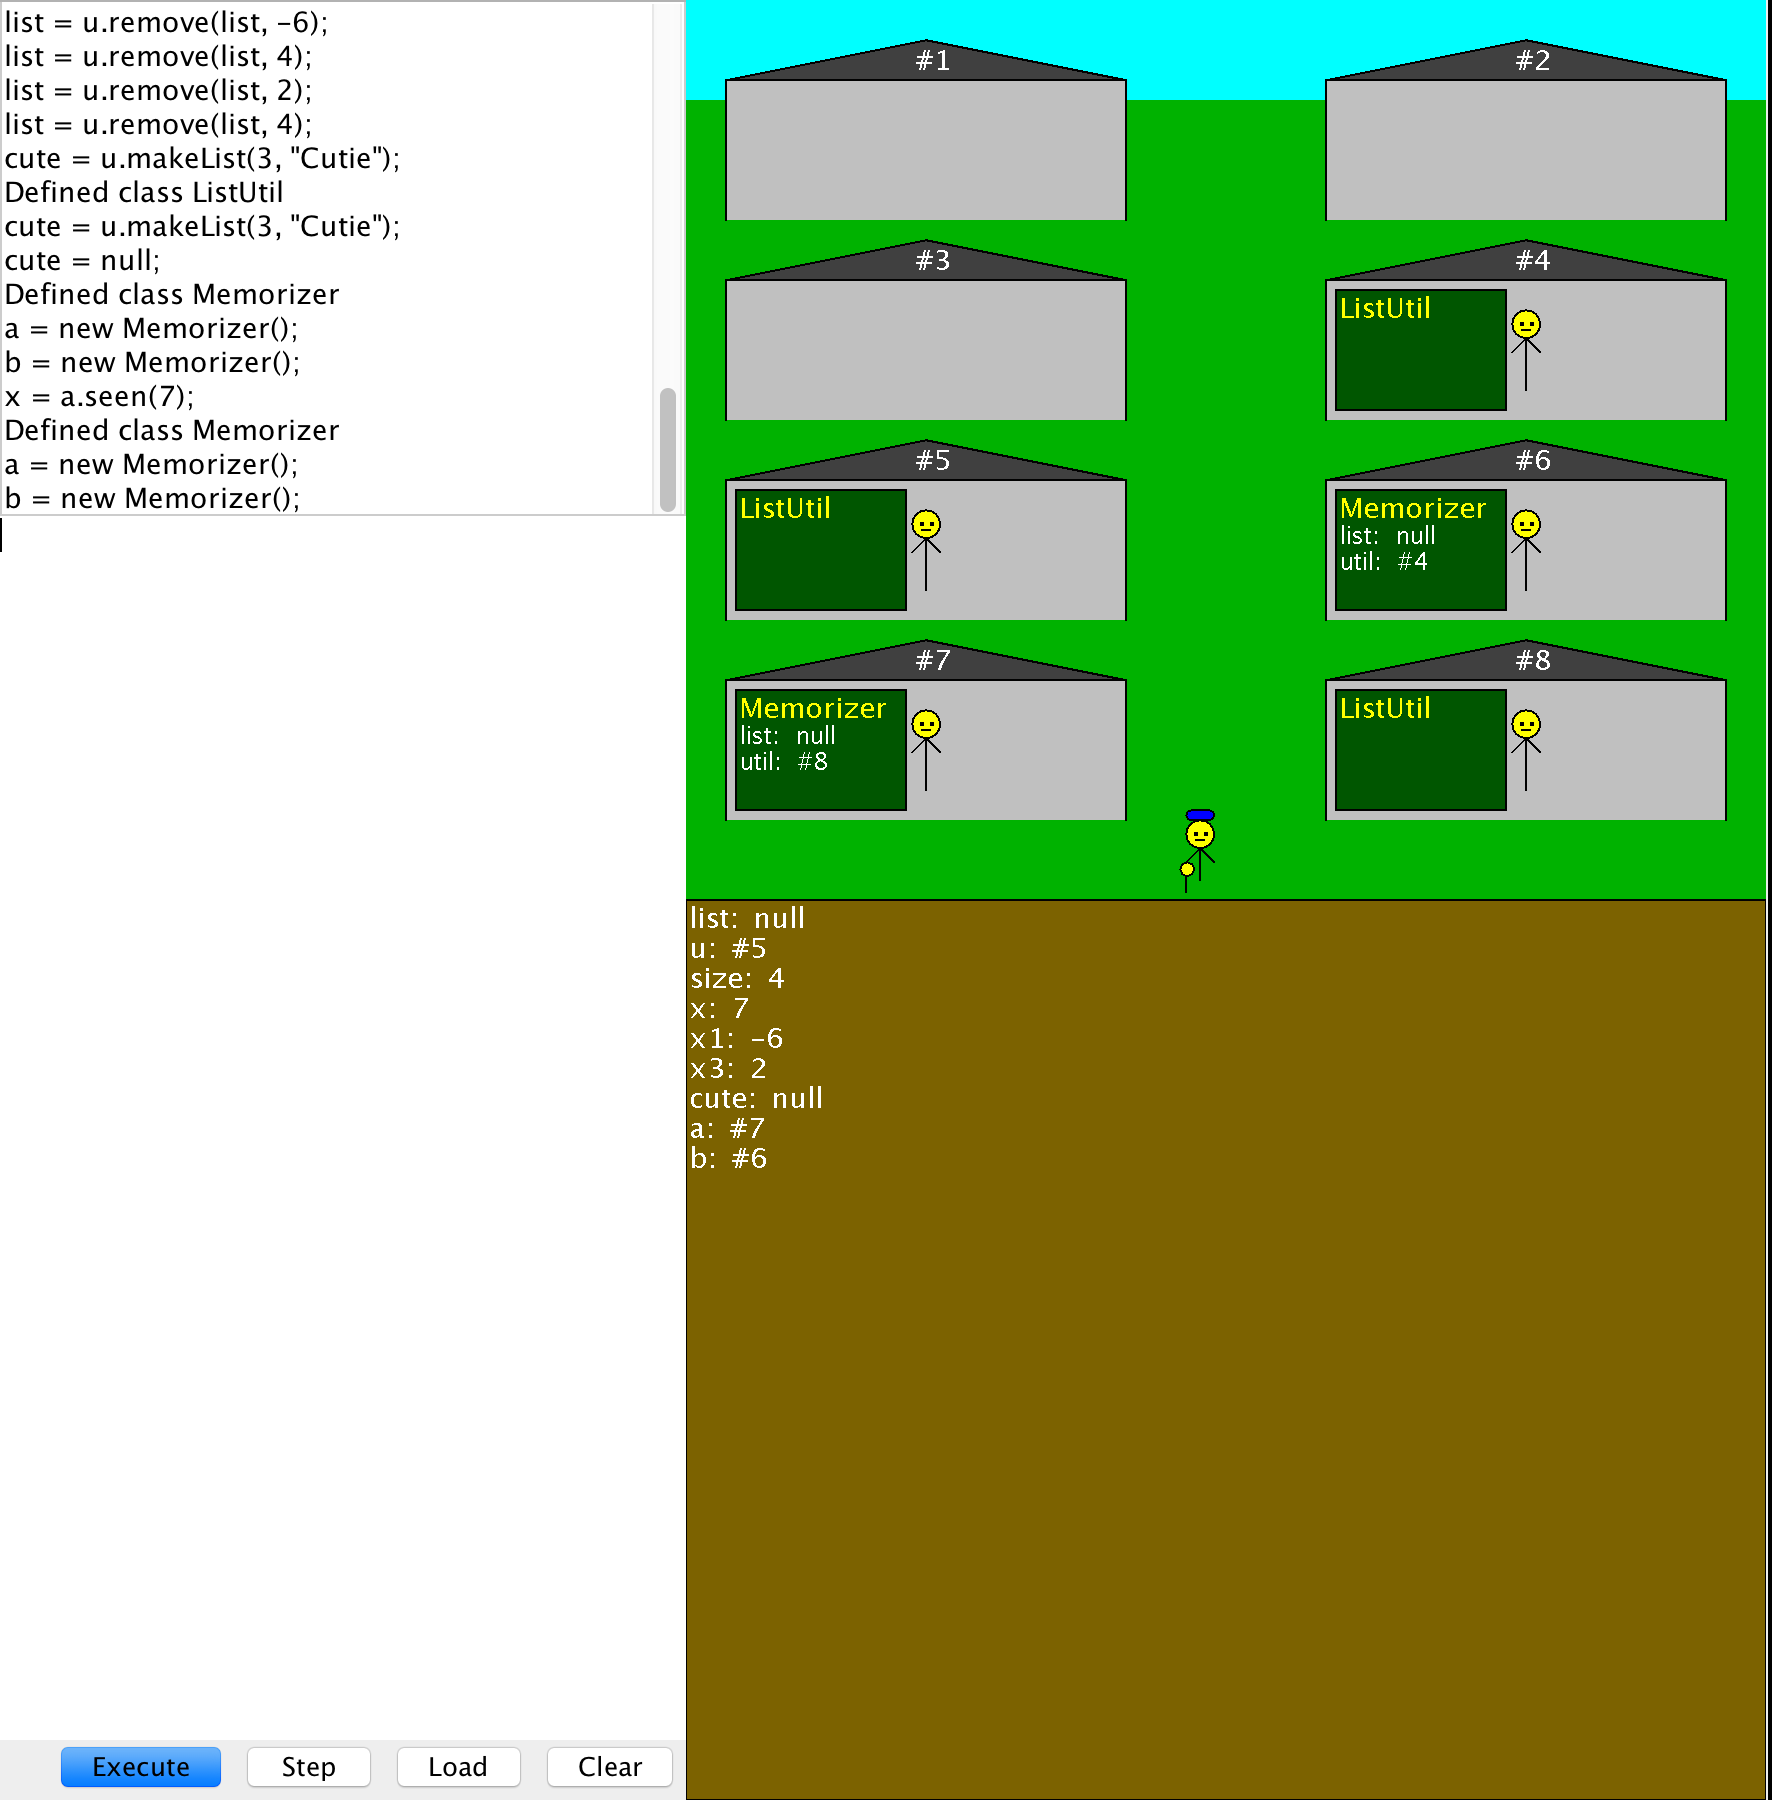 list = u.remove(list, -6);
list = u.remove(list, 4);
list = u.remove(list, 2);
list = u.remove(list, 4);
cute = u.makeList(3, "Cutie");
Defined class ListUtil
cute = u.makeList(3, "Cutie");
cute = null;
Defined class Memorizer
a = new Memorizer();
b = new Memorizer();
x = a.seen(7);
Defined class Memorizer
a = new Memorizer();
b = new Memorizer();
Execute
Step
Load
Clear
#1
#2
#3
#4
ListUtil
#5
ListUtil
#6
Memorizer
list: null
util: #4
#7
Memorizer
list: null
util: #8
#8
ListUtil
list: null
u: #5
size: 4
x: 7
x1: -6
x3: 2
cute: null
a: #7
b: #6